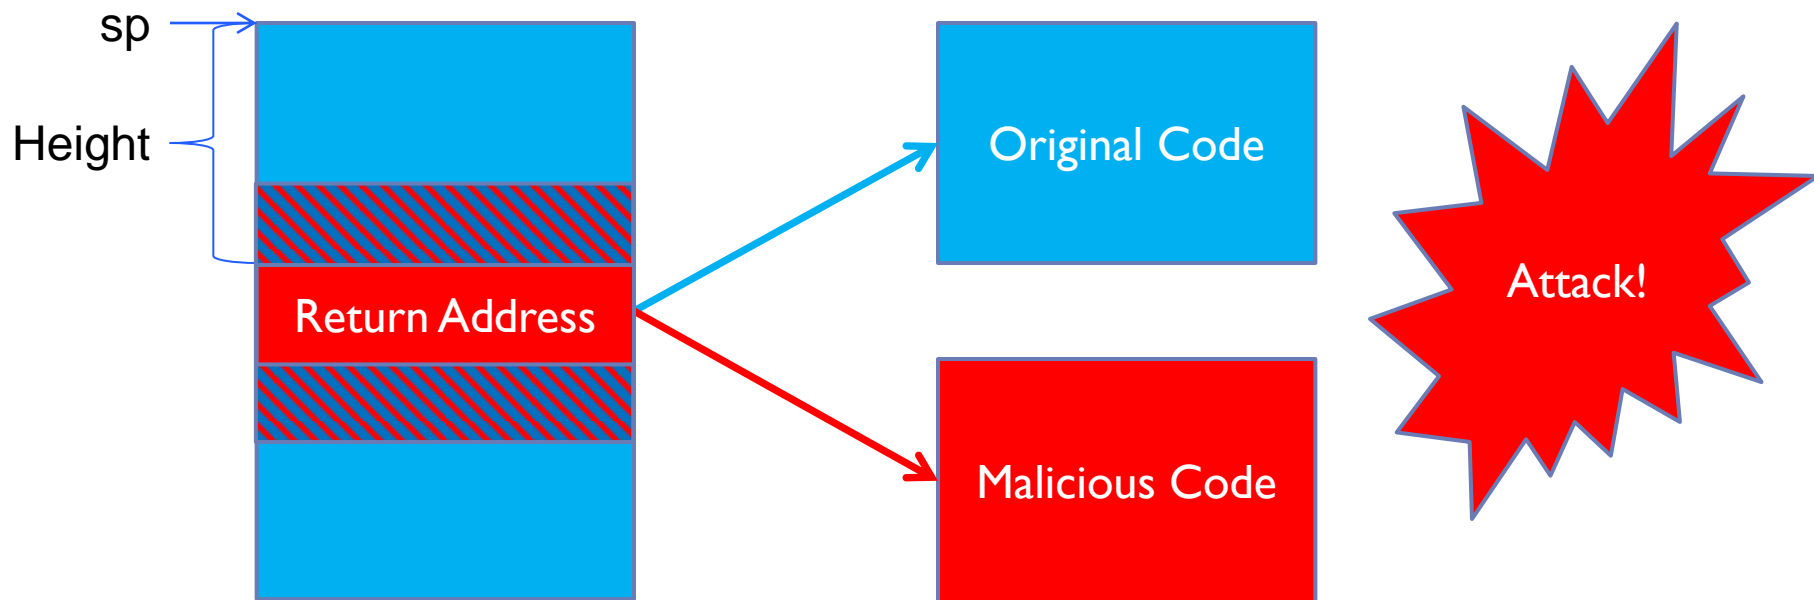 sp
Height
Original Code
Return Address
Attack!
Malicious Code